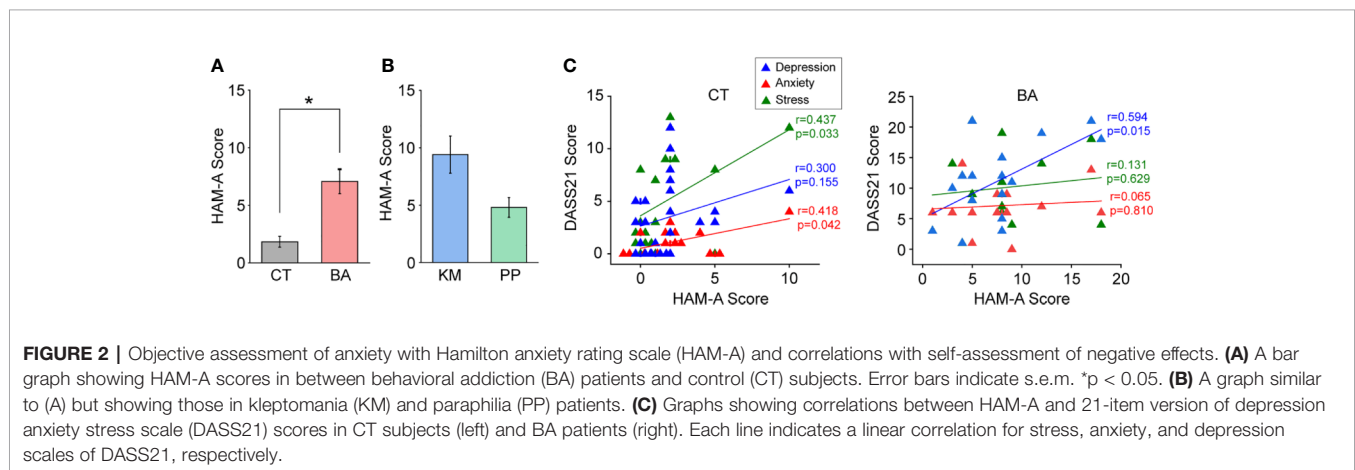 A
HAM-A Score
15
10
5
0
*
CT
BA
B
HAM-A Score
15
10
5
0
KM
PP
C
Depression
Anxiety
Stress
CT
DASS21 Score
15
10
5
0
r=0.437
p=0.033
r=0.300
p=0.155
r=0.418
p=0.042
0
5
10
HAM-A Score
BA
DASS21 Score
25
20
15
10
5
0
r=0.594
p=0.015
r=0.131
p=0.629
r=0.065
p=0.810
0
5
10
15
20
HAM-A Score
FIGURE 2 | Objective assessment of anxiety with Hamilton anxiety rating scale (HAM-A) and correlations with self-assessment of negative effects. (A) A bar
graph showing HAM-A scores in between behavioral addiction (BA) patients and control (CT) subjects. Error bars indicate s.e.m. *p < 0.05. (B) A graph similar
to (A) but showing those in kleptomania (KM) and paraphilia (PP) patients. (C) Graphs showing correlations between HAM-A and 21-item version of depression
anxiety stress scale (DASS21) scores in CT subjects (left) and BA patients (right). Each line indicates a linear correlation for stress, anxiety, and depression
scales of DASS21, respectively.